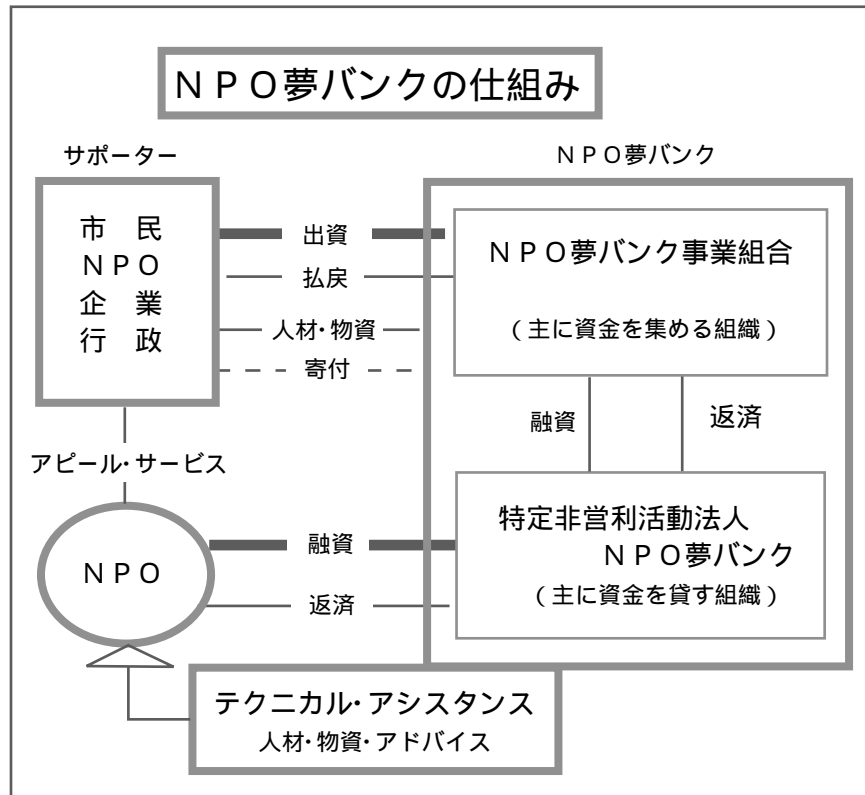 NPO夢バンクの仕組み
サポーター
NPO夢バンク
市 民
NPO
企 業
行 政
出資
払戻
人材・物資
寄付
NPO夢バンク事業組合
(主に資金を集める組織)
融資
返済
アピール・サービス
NPO
融資
返済
特定非営利活動法人
NPO夢バンク
(主に資金を貸す組織)
テクニカル・アシスタンス
人材・物資・アドバイス